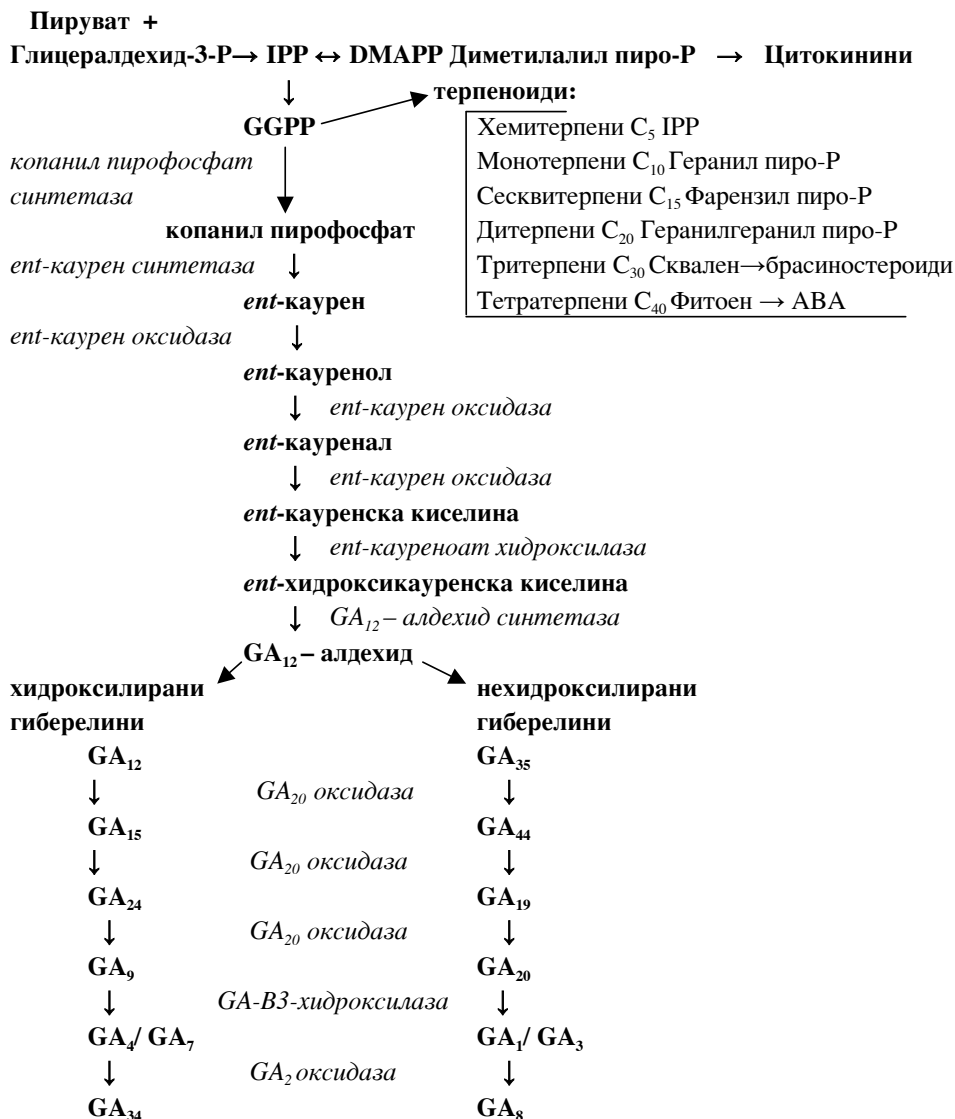 Пируват +
Глицералдехид-3-Р→ IPP ↔ DMAPP Диметилалил пиро-Р → Цитокинини
↓
терпеноиди:
GGPP
Хемитерпени C₅ IPP
Монотерпени C₁₀ Геранил пиро-Р
Сесквитерпени C₁₅ Фарензил пиро-Р
Дитерпени C₂₀ Геранилгеранил пиро-Р
Тритерпени C₃₀ Сквален→брасиностероиди
Тетратерпени C₄₀ Фитоен → АВА
копанил пирофосфат
синтетаза
копанил пирофосфат
ent-каурен синтетаза ↓
ent-каурен
ent-каурен оксидаза ↓
ent-кауренол
↓ ent-каурен оксидаза
ent-кауренал
↓ ent-каурен оксидаза
ent-кауренска киселина
↓ ent-кауреноат хидроксилаза
ent-хидроксикауренска киселина
↓ GA₁₂ – алдехид синтетаза
GA₁₂ – алдехид
хидроксилирани нехидроксилирани
гиберелини гиберелини
GA₁₂ GA₃₅
↓ GA₂₀ оксидаза ↓
GA₁₅ GA₄₄
↓ GA₂₀ оксидаза ↓
GA₂₄ GA₁₉
↓ GA₂₀ оксидаза ↓
GA₉ GA₂₀
↓ GA-B3-хидроксилаза ↓
GA₄/ GA₇ GA₁/ GA₃
↓ GA₂ оксидаза ↓
GA₃₄ GA₈